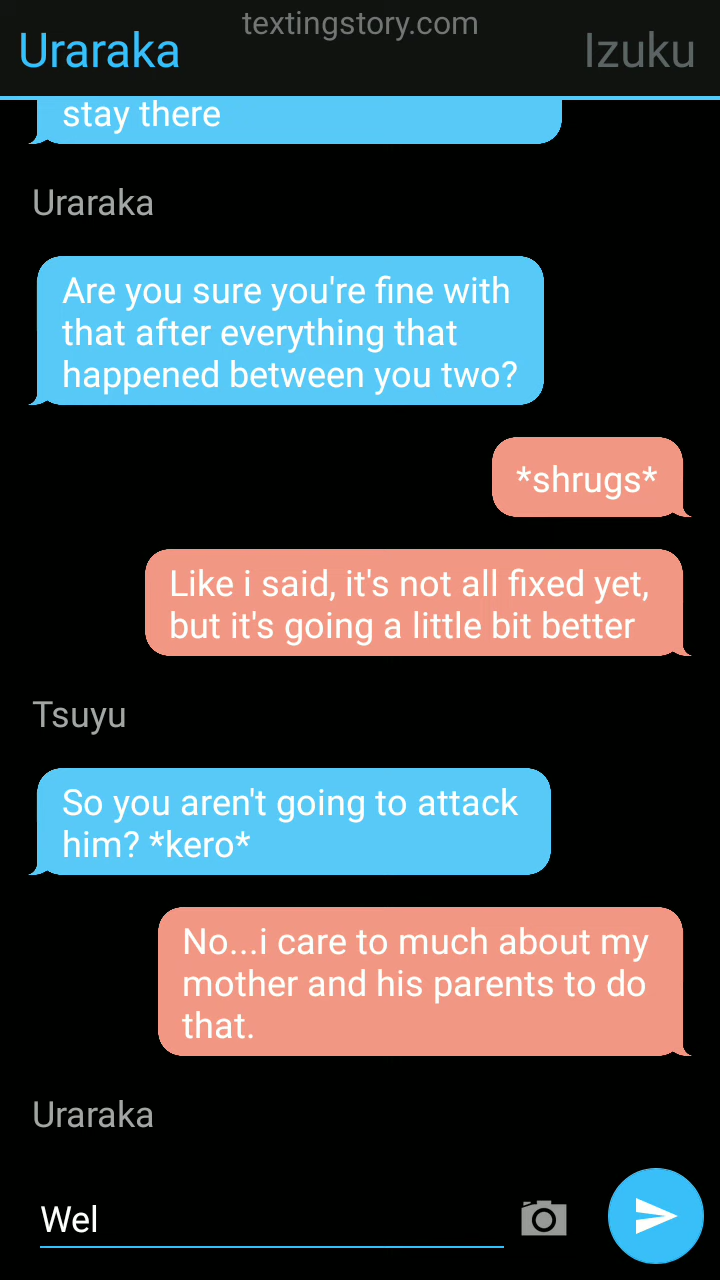 textingstory.com
Uraraka
Izuku
stay there
Uraraka
Are you sure you're fine with
that after everything that
happened between you two?
*shrugs*
Like i said, it's not all fixed yet,
but it's going a little bit better
Tsuyu
So you aren't going to attack
him? *kero*
No...i care to much about my
mother and his parents to do
that.
Uraraka
Wel